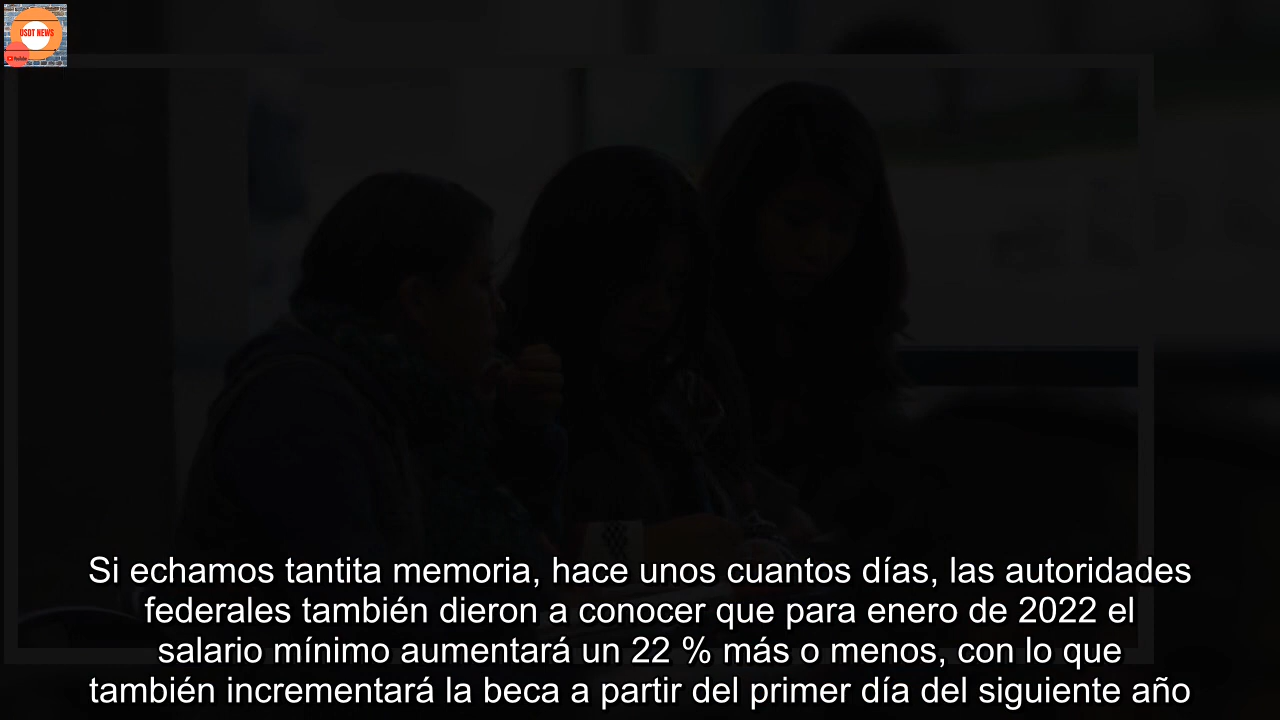 USOT NEWS
Si echamos tantita memoria, hace unos cuantos días, las autoridades
federales también dieron a conocer que para enero de 2022 el
salario mínimo aumentará un 22 % más o menos, con lo que
también incrementará la beca a partir del primer día del siguiente año